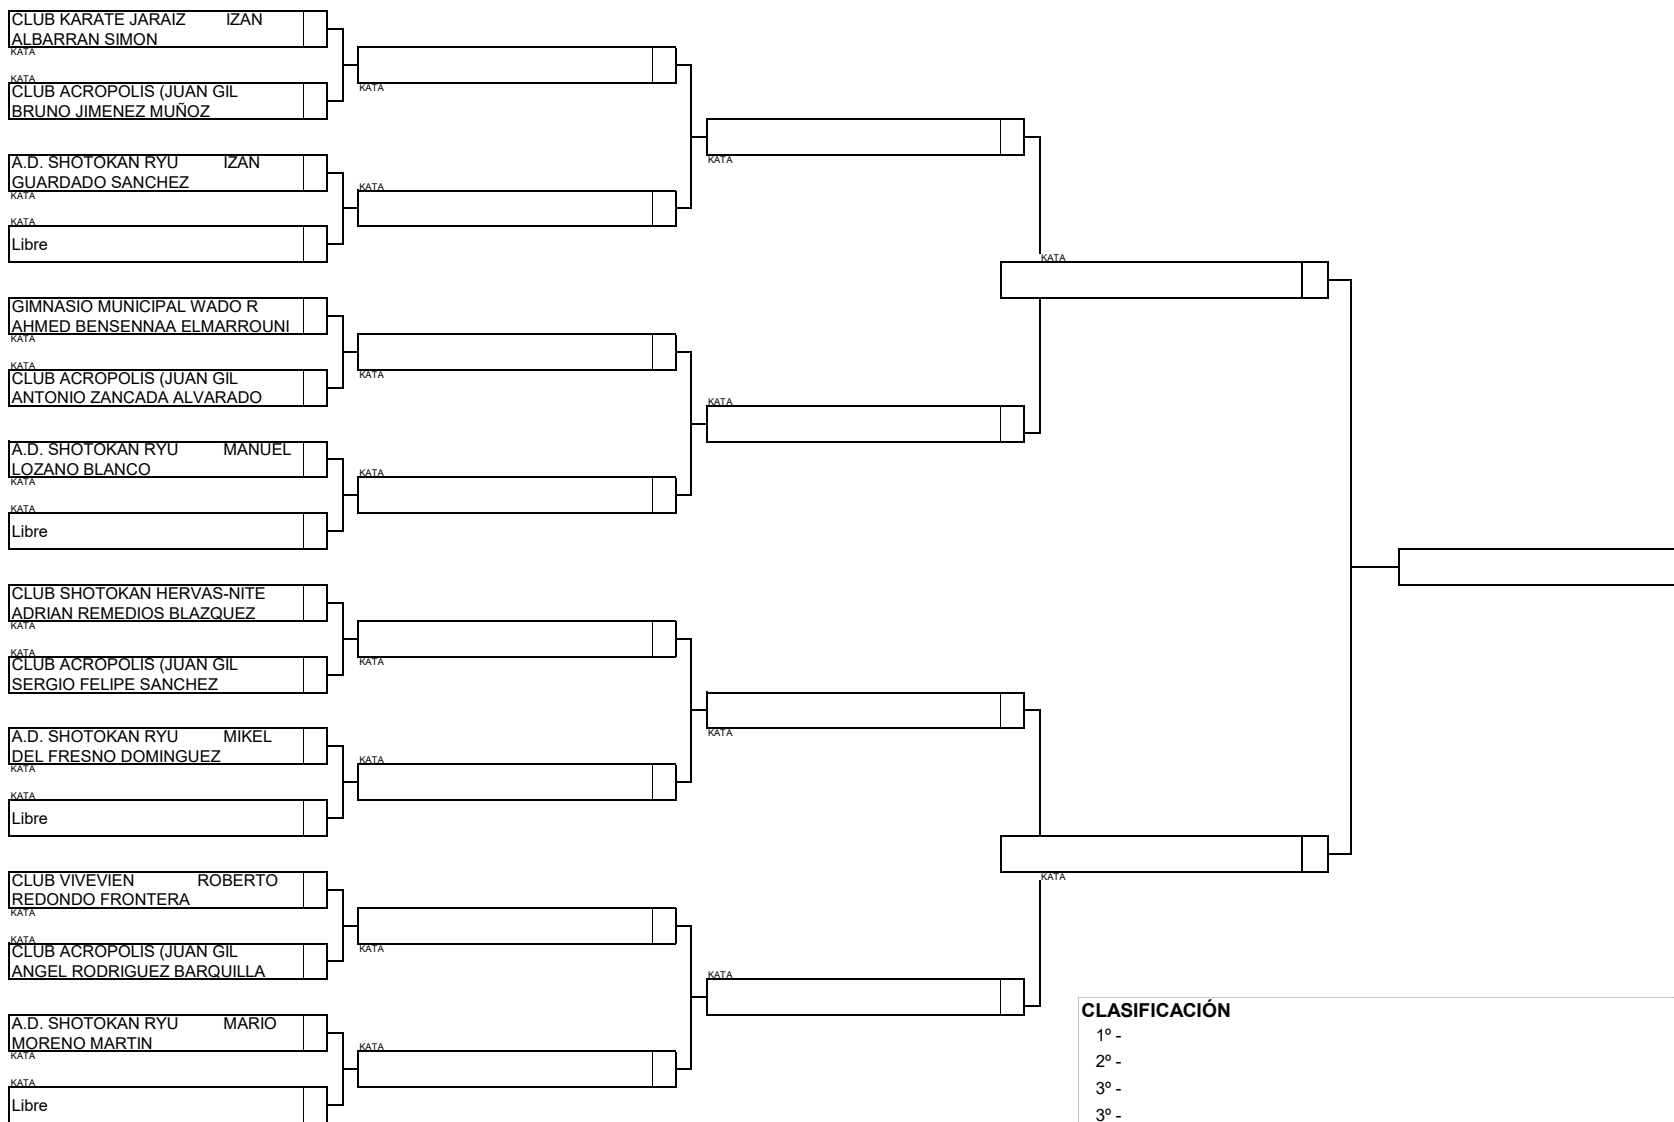 CLUB KARATE JARAIZ IZAN
ALBARRAN SIMON
KATA
KATA
CLUB ACROPOLIS (JUAN GIL
BRUNO JIMENEZ MUÑOZ
A.D. SHOTOKAN RYU IZAN
GUARDADO SANCHEZ
KATA
KATA
Libre
GIMNASIO MUNICIPAL WADO R
AHMED BENSENNAA ELMARROUNI
KATA
KATA
CLUB ACROPOLIS (JUAN GIL
ANTONIO ZANCADA ALVARADO
A.D. SHOTOKAN RYU MANUEL
LOZANO BLANCO
KATA
KATA
Libre
CLUB SHOTOKAN HERVAS-NITE
ADRIAN REMEDIOS BLAZQUEZ
KATA
KATA
CLUB ACROPOLIS (JUAN GIL
SERGIO FELIPE SANCHEZ
A.D. SHOTOKAN RYU MIKEL
DEL FRESNO DOMINGUEZ
KATA
KATA
Libre
CLUB VIVEVIEN ROBERTO
REDONDO FRONTERA
KATA
KATA
CLUB ACROPOLIS (JUAN GIL
ANGEL RODRIGUEZ BARQUILLA
A.D. SHOTOKAN RYU MARIO
MORENO MARTIN
KATA
KATA
Libre
KATA
KATA
KATA
KATA
KATA
KATA
KATA
KATA
KATA
KATA
KATA
KATA
KATA
KATA
CLASIFICACIÓN
1º -
2º -
3º -
3º -